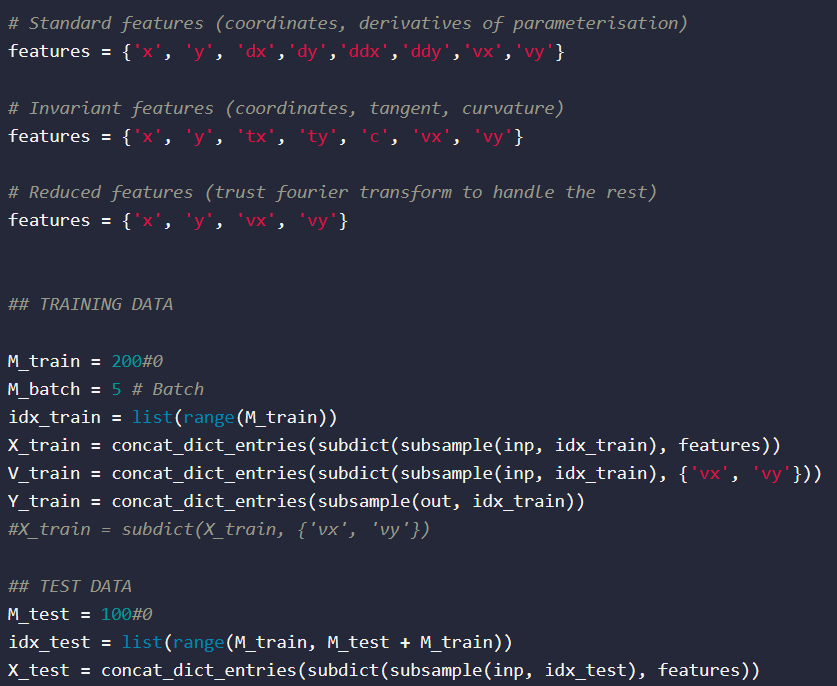 # Standard features (coordinates, derivatives of parameterisation)
features = {'x', 'y', 'dx','dy','ddx','ddy','vx','vy'}
# Invariant features (coordinates, tangent, curvature)
features = {'x', 'y', 'tx', 'ty', 'c', 'vx', 'vy'}
# Reduced features (trust fourier transform to handle the rest)
features = {'x', 'y', 'vx', 'vy'}
## TRAINING DATA
M_train = 200#0
M_batch = 5 # Batch
idx_train = list(range(M_train))
X_train = concat_dict_entries(subdict(subsample(inp, idx_train), features))
V_train = concat_dict_entries(subdict(subsample(inp, idx_train), {'vx', 'vy'}))
Y_train = concat_dict_entries(subsample(out, idx_train))
#X_train = subdict(X_train, {'vx', 'vy'})
## TEST DATA
M_test = 100#0
idx_test = list(range(M_train, M_test + M_train))
X_test = concat_dict_entries(subdict(subsample(inp, idx_test), features))